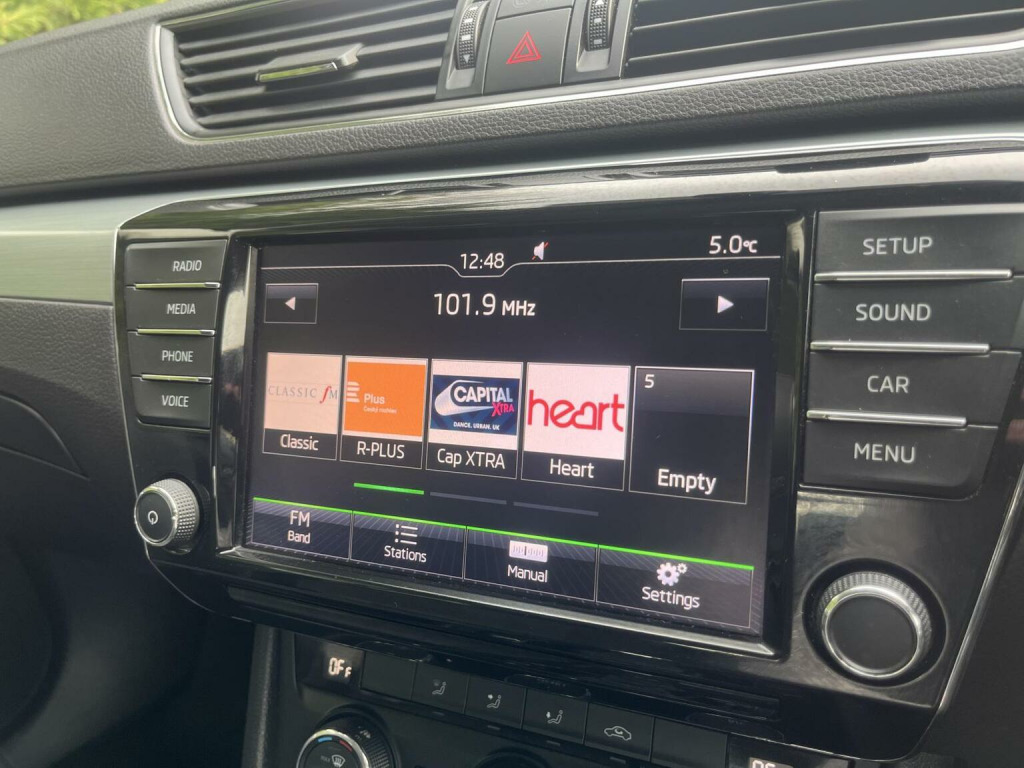 12:48
5.0°C
101.9 MHz
RADIO
MEDIA
PHONE
VOICE
CLASSIC fM
Classic
Plus
Český rozhlas
R-PLUS
CAPITAL
XTRA
DANCE. URBAN. UK
Cap XTRA
heart
Heart
5
Empty
FM
Band
Stations
Manual
Settings
SETUP
SOUND
CAR
MENU
OFF